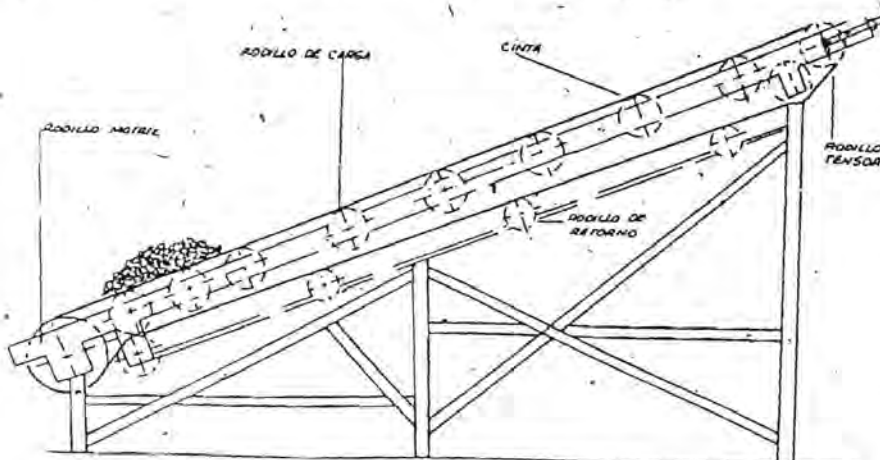 RODILLO DE CARGA
CINTA
RODILLO MOTRIZ
RODILLO
TENSOR
RODILLO DE
RETORNO